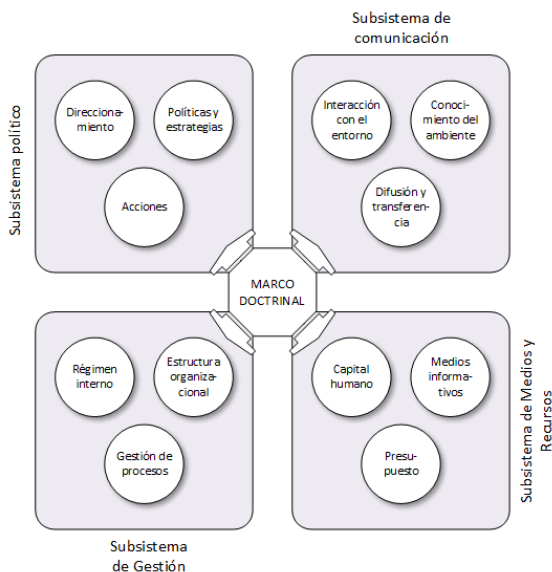 Subsistema de
comunicación
Subsistema político
Direcciona-
miento
Políticas y
estrategias
Acciones
Interacción
con el
entorno
Conoci-
miento del
ambiente
Difusión y
transferen-
cia
MARCO
DOCTRINAL
Régimen
interno
Estructura
organiza-
cional
Gestión de
procesos
Capital
humano
Medios
informa-
tivos
Presu-
puesto
Subsistema de Medios y
Recursos
Subsistema
de Gestión